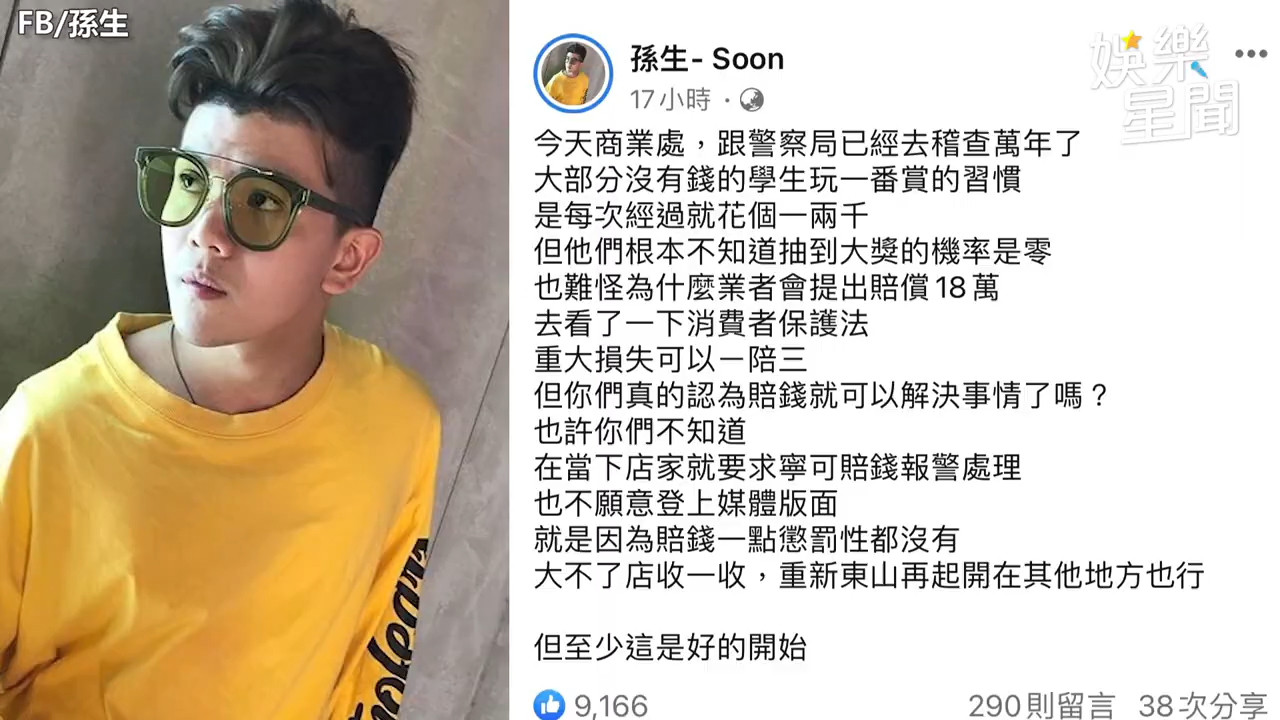 FB/孫生
娛樂星聞
孫生- Soon
17小時
今天商業處，跟警察局已經去稽查萬年了
大部分沒有錢的學生玩一番賞的習慣
是每次經過就花個一兩千
但他們根本不知道抽到大獎的機率是零
也難怪為什麼業者會提出賠償18萬
去看了一下消費者保護法
重大損失可以一陪三
但你們真的認為賠錢就可以解決事情了嗎？
也許你們不知道
在當下店家就要求寧可賠錢報警處理
也不願意登上媒體版面
就是因為賠錢一點懲罰性都沒有
大不了店收一收，重新東山再起開在其他地方也行
但至少這是好的開始
9,166
290則留言 38次分享